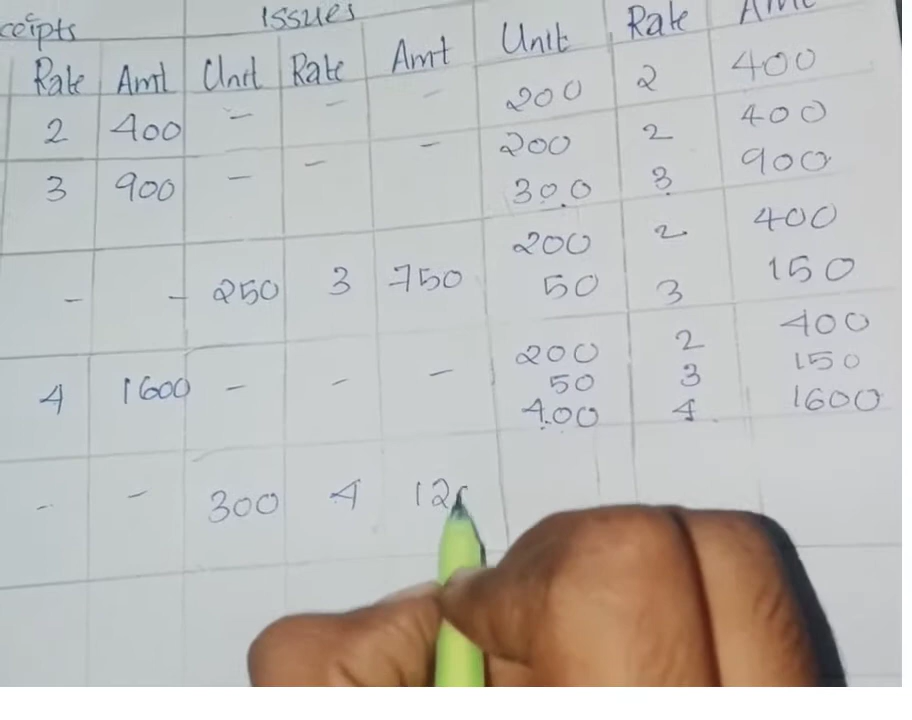 ceipts Issues
Rate Amt Unit Rate Amt Unit Rate Amt
2 400 - - - 200 2 400
200 2 400
3 900 - - - 300 3 900
200 2 400
- - 250 3 750 50 3 150
200 2 400
50 3 150
4 1600 - - - 400 4 1600
- - 300 4 120